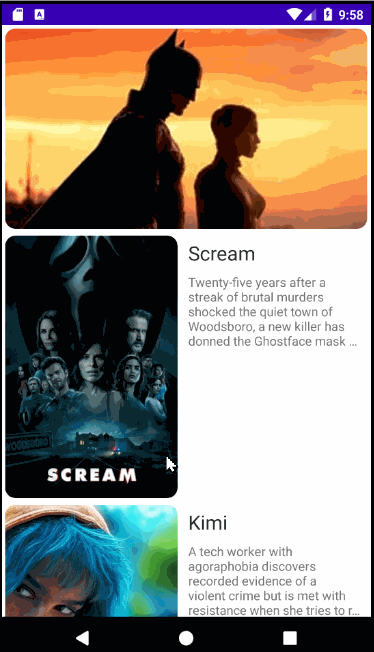 A
9:58
Scream
Twenty-five years after a
streak of brutal murders
shocked the quiet town of
Woodsboro, a new killer has
donned the Ghostface mask ...
SCREAM
Kimi
A tech worker with
agoraphobia discovers
recorded evidence of a
violent crime but is met with
resistance when she tries to r...